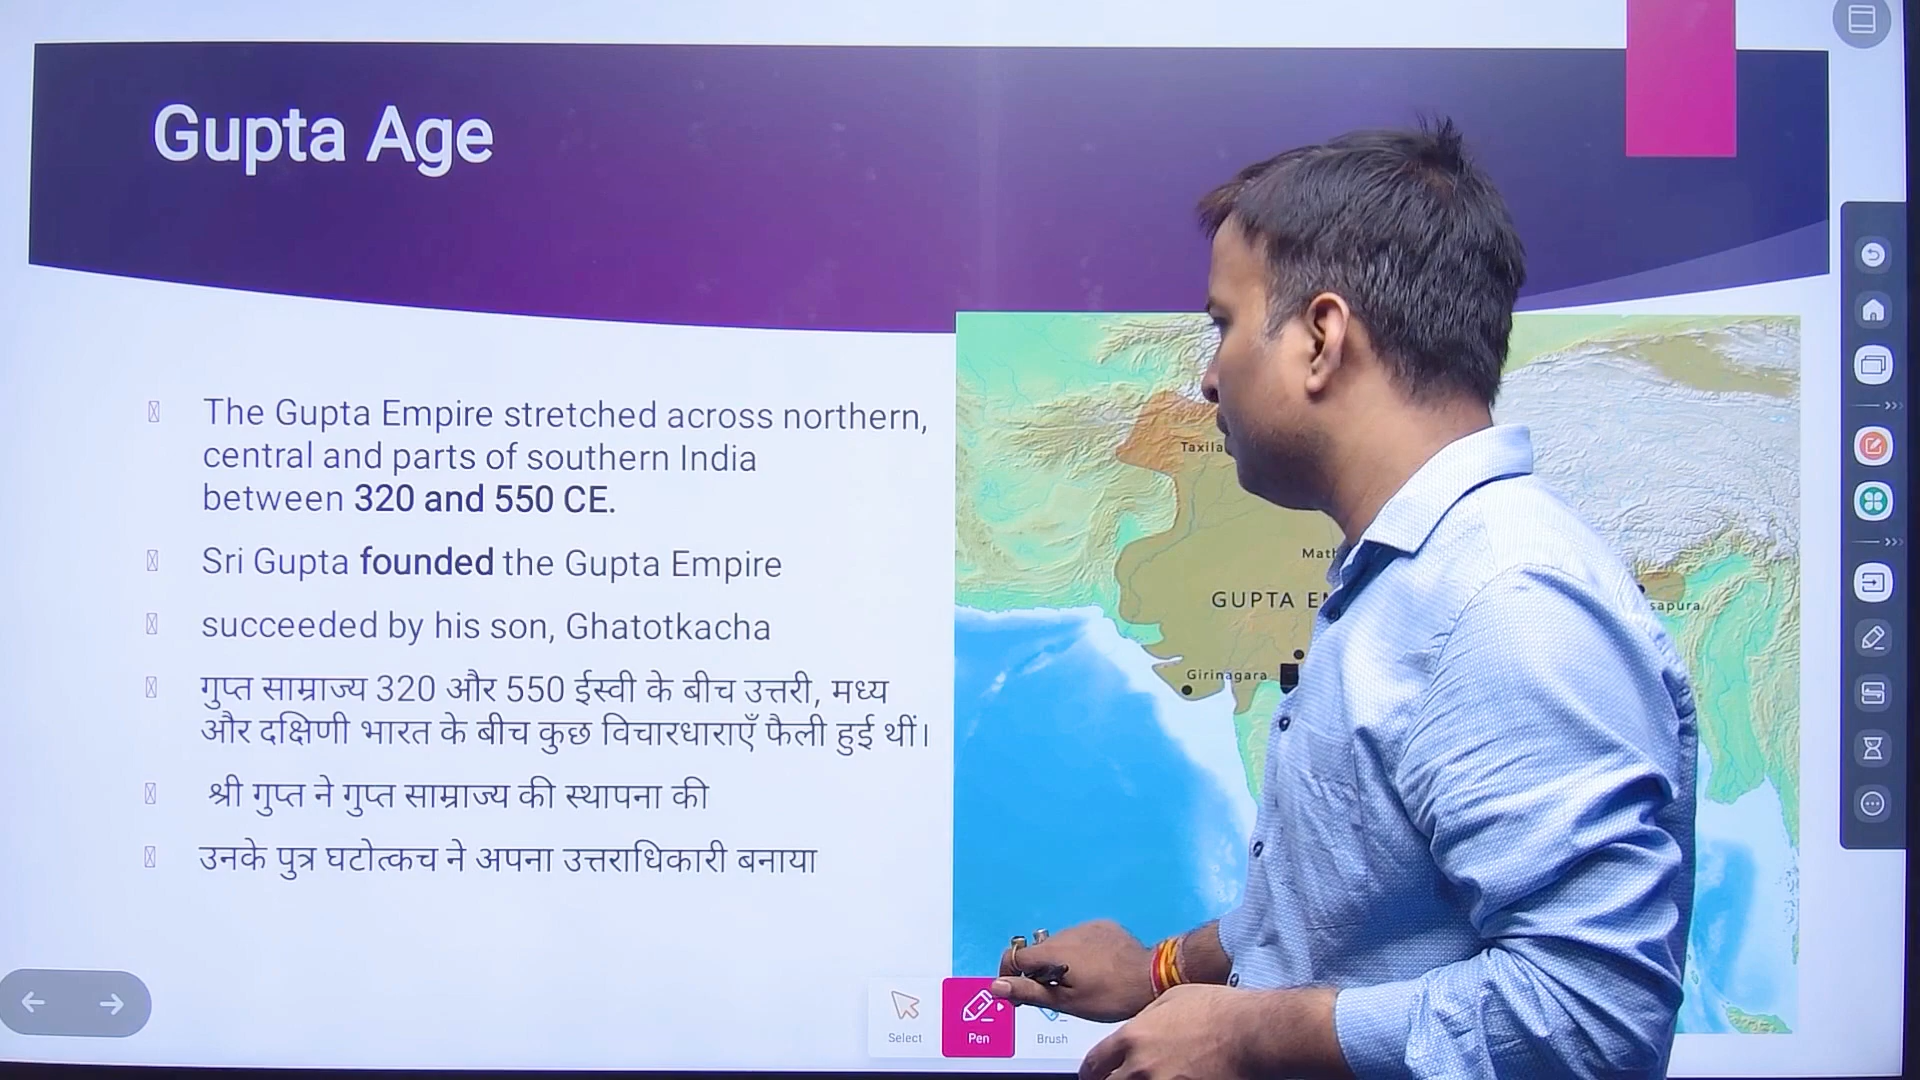 Gupta Age
The Gupta Empire stretched across northern,
central and parts of southern India
between 320 and 550 CE.
Sri Gupta founded the Gupta Empire
succeeded by his son, Ghatotkacha
गुप्त साम्राज्य 320 और 550 ईस्वी के बीच उत्तरी, मध्य
और दक्षिणी भारत के बीच कुछ विचारधाराएँ फैली हुई थीं।
श्री गुप्त ने गुप्त साम्राज्य की स्थापना की
उनके पुत्र घटोत्कच ने अपना उत्तराधिकारी बनाया
Taxila
Math
GUPTA E
sapura
Girinagara
Select
Pen
Brush